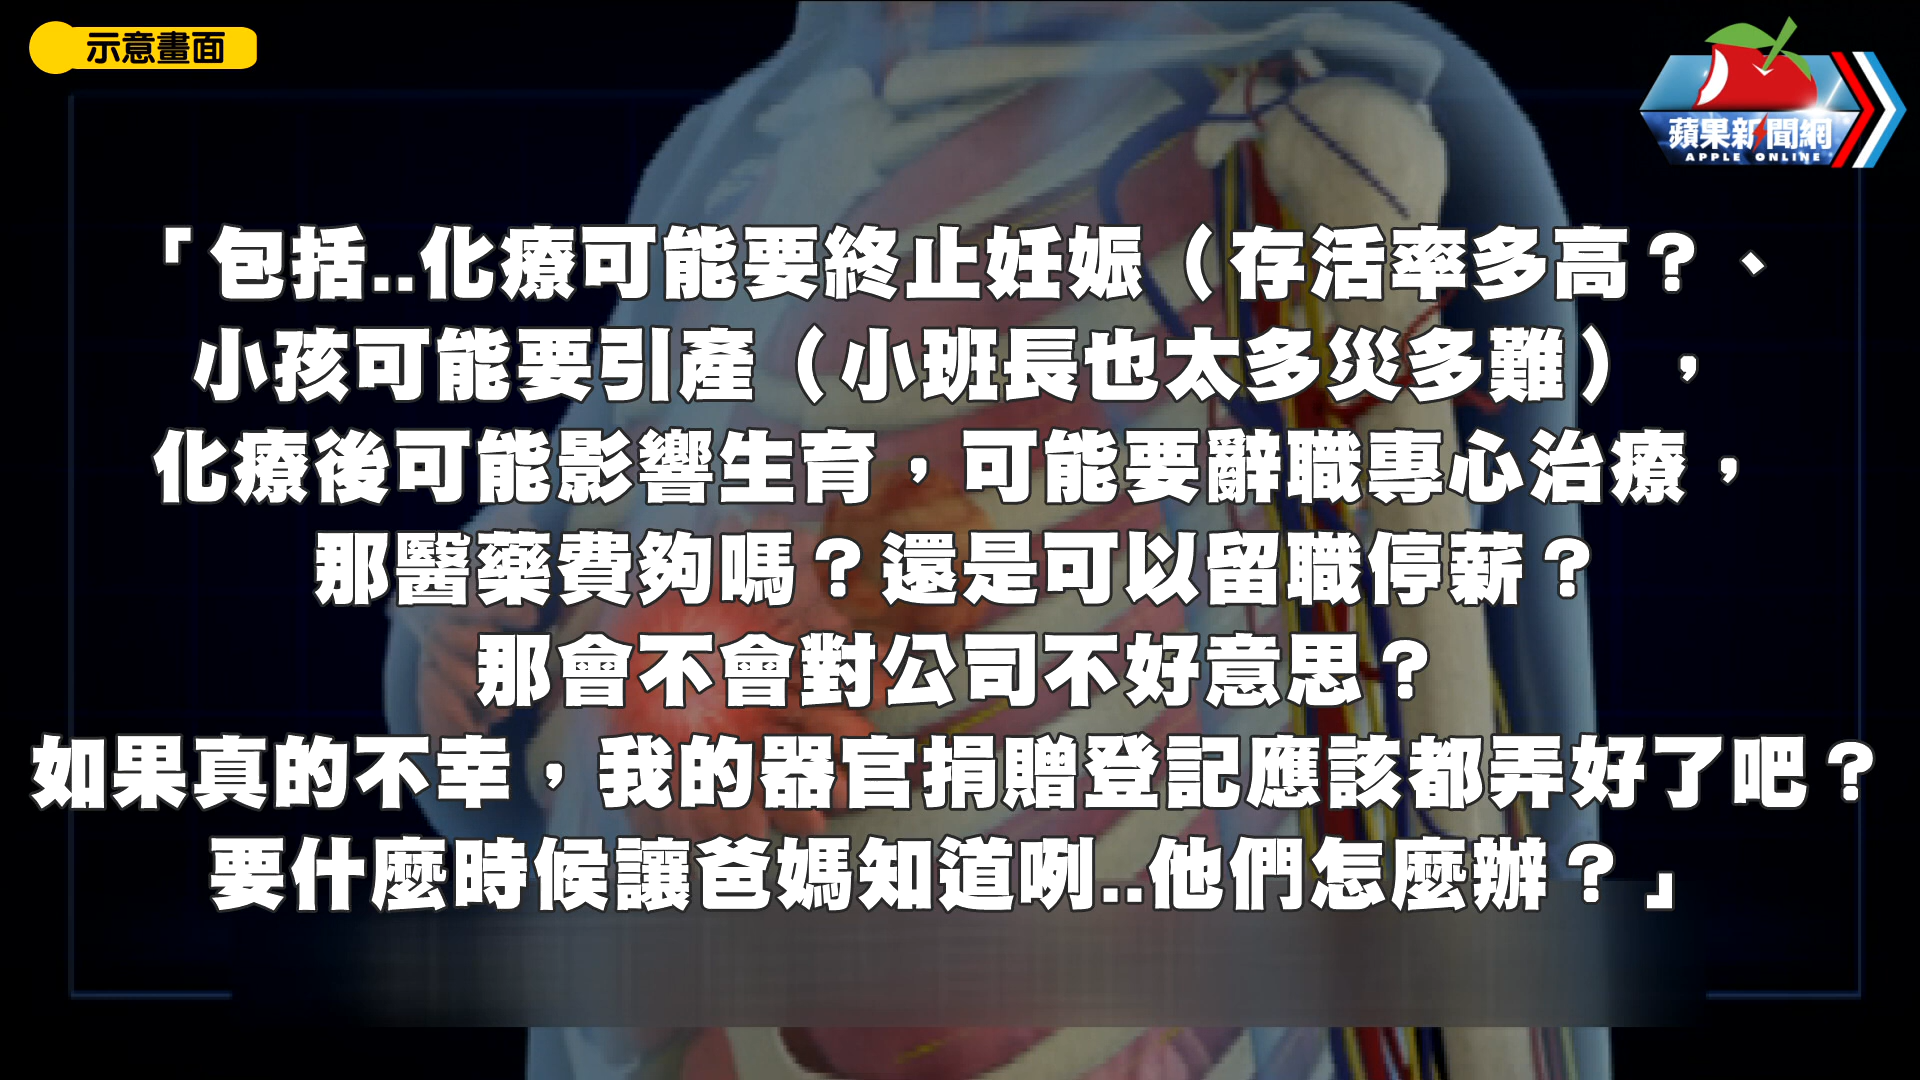 示意畫面
蘋果新聞網
APPLE ONLINE
「包括..化療可能要終止妊娠（存活率多高？、
小孩可能要引產（小班長也太多災多難），
化療後可能影響生育，可能要辭職專心治療，
那醫藥費夠嗎？還是可以留職停薪？
那會不會對公司不好意思？
如果真的不幸，我的器官捐贈登記應該都弄好了吧？
要什麼時候讓爸媽知道咧..他們怎麼辦？」